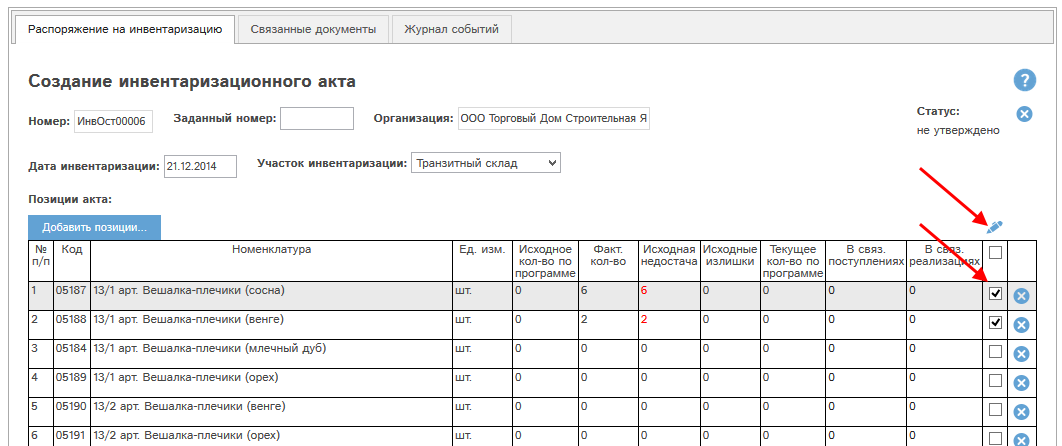 Распоряжение на инвентаризацию Связанные документы Журнал событий
Создание инвентаризационного акта ?
Номер: ИнвОст00006 Заданный номер: Организация: ООО Торговый Дом Строительная Я Статус:
не утверждено
Дата инвентаризации: 21.12.2014 Участок инвентаризации: Транзитный склад
Позиции акта:
Добавить позиции...
№ Код Номенклатура Ед. изм. Исходное Факт. Исходная Исходные Текущее В связ. В связ.
п/п кол-во по кол-во недостача излишки кол-во по поступлениях реализациях
программе программе
1 05187 13/1 арт. Вешалка-плечики (сосна) шт. 0 6 6 0 0 0 0
2 05188 13/1 арт. Вешалка-плечики (венге) шт. 0 2 2 0 0 0 0
3 05184 13/1 арт. Вешалка-плечики (млечный дуб) шт. 0 0 0 0 0 0 0
4 05189 13/1 арт. Вешалка-плечики (орех) шт. 0 0 0 0 0 0 0
5 05190 13/2 арт. Вешалка-плечики (венге) шт. 0 0 0 0 0 0 0
6 05191 13/2 арт. Вешалка-плечики (орех) шт. 0 0 0 0 0 0 0